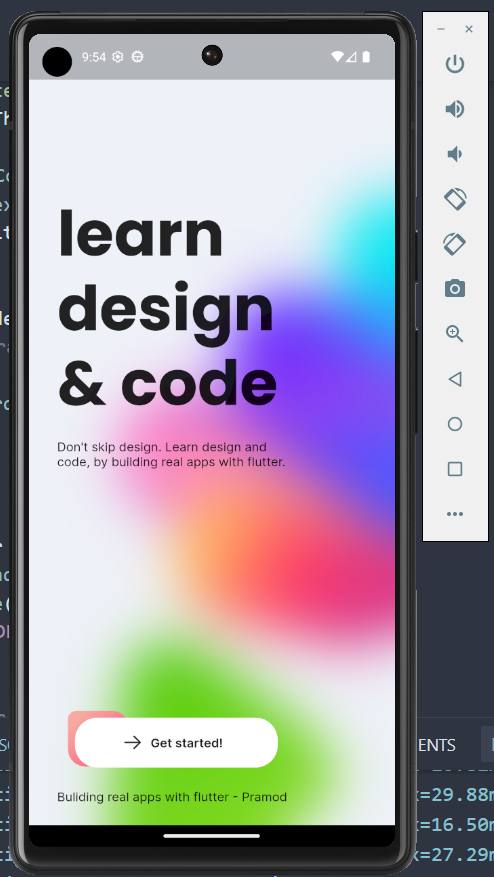 9:54
learn
design
& code
Don't skip design. Learn design and
code, by building real apps with flutter.
Get started!
Buliding real apps with flutter - Pramod
ENTS
=29.88m
=16.50m
=27.29m